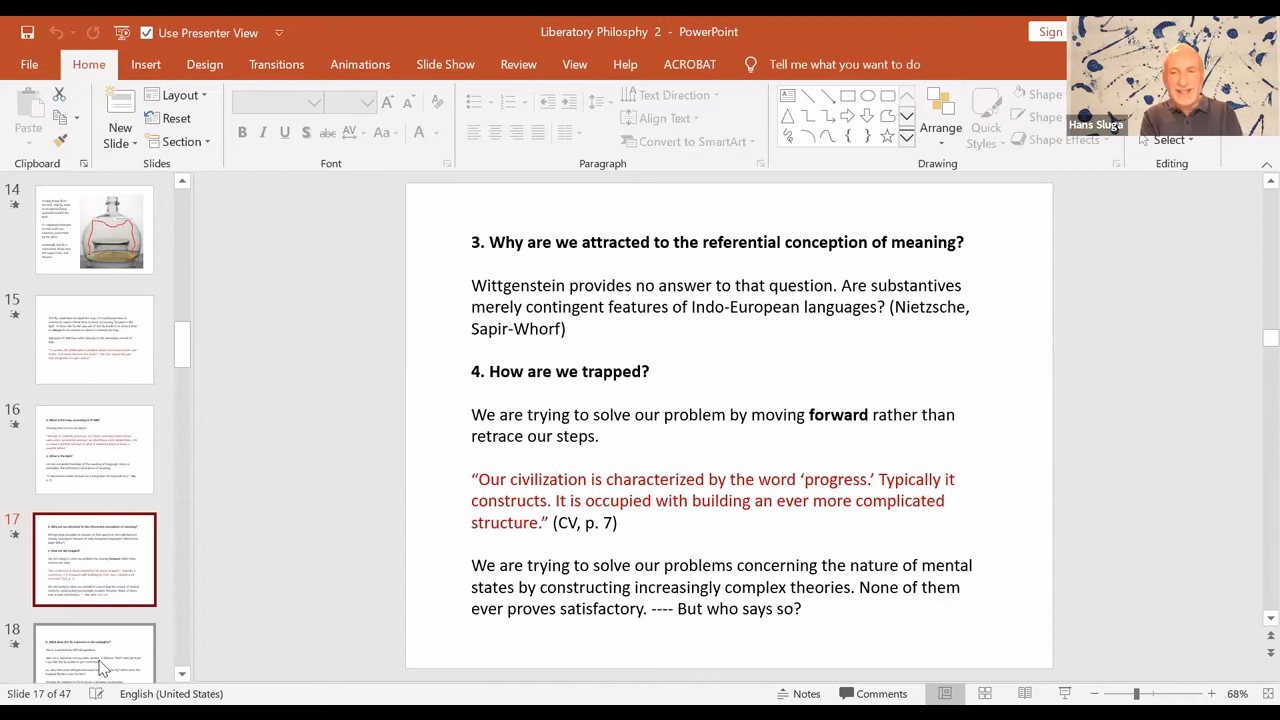 Use Presenter View
Liberatory Philosphy 2 - PowerPoint
Sign
File
Home
Insert
Design
Transitions
Animations
Slide Show
Review
View
Help
ACROBAT
Tell me what you want to do
Paste
Clipboard
New
Slide
Layout
Reset
Section
Slides
Font
Text Direction
Align Text
Convert to SmartArt
Paragraph
Arrange
Quick
Styles
Shape
Shape
Shape Effects
Drawing
Select
Editing
Hans Sluga
14
15
16
17
18
3. Why are we attracted to the referential conception of meaning?
Wittgenstein provides no answer to that question. Are substantives
merely contingent features of Indo-European languages? (Nietzsche,
Sapir-Whorf)
4. How are we trapped?
We are trying to solve our problem by moving forward rather than
retrace our steps.
“Our civilization is characterized by the word ‘progress.’ Typically it
constructs. It is occupied with building an ever more complicated
structure.” (CV, p. 7)
We are trying to solve our problems concerning the nature of mental
states by constructing increasingly complex theories. None of them
ever proves satisfactory. ---- But who says so?
Slide 17 of 47
English (United States)
Notes
Comments
68%